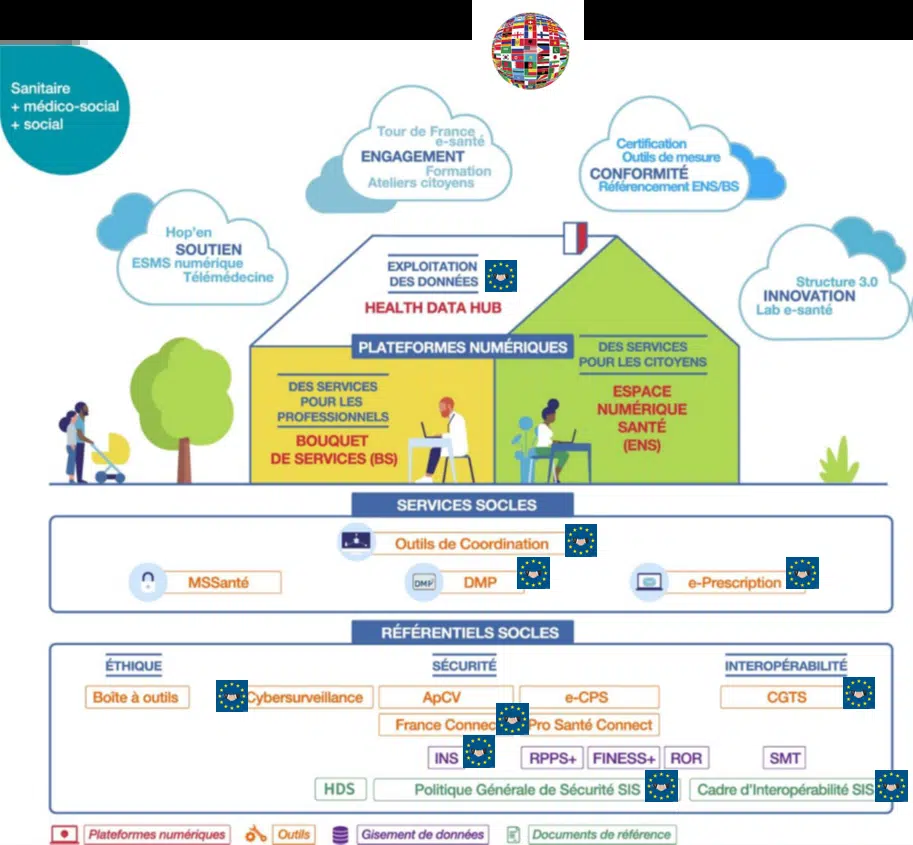 Sanitaire
+ médico-social
+ social
Tour de France
e-santé
ENGAGEMENT
Formation
Ateliers citoyens
Certification
Outils de mesure
CONFORMITÉ
Référencement ENS/BS
Hop'en
SOUTIEN
ESMS numérique
Télémédecine
Structure 3.0
INNOVATION
Lab e-santé
EXPLOITATION
DES DONNÉES
HEALTH DATA HUB
PLATEFORMES NUMÉRIQUES
DES SERVICES
POUR LES CITOYENS
ESPACE
NUMÉRIQUE
SANTÉ
(ENS)
DES SERVICES
POUR LES
PROFESSIONNELS
BOUQUET
DE SERVICES (BS)
SERVICES SOCLES
Outils de Coordination
MSSanté
DMP
DMP
e-Prescription
RÉFÉRENTIELS SOCLES
ÉTHIQUE
SÉCURITÉ
INTEROPÉRABILITÉ
Boîte à outils
Cybersurveillance
ApCV
e-CPS
CGTS
France Connec
Pro Santé Connect
INS
RPPS+
FINESS+
ROR
SMT
HDS
Politique Générale de Sécurité SIS
Cadre d'Interopérabilité SIS
Plateformes numériques
Outils
Gisement de données
Documents de référence